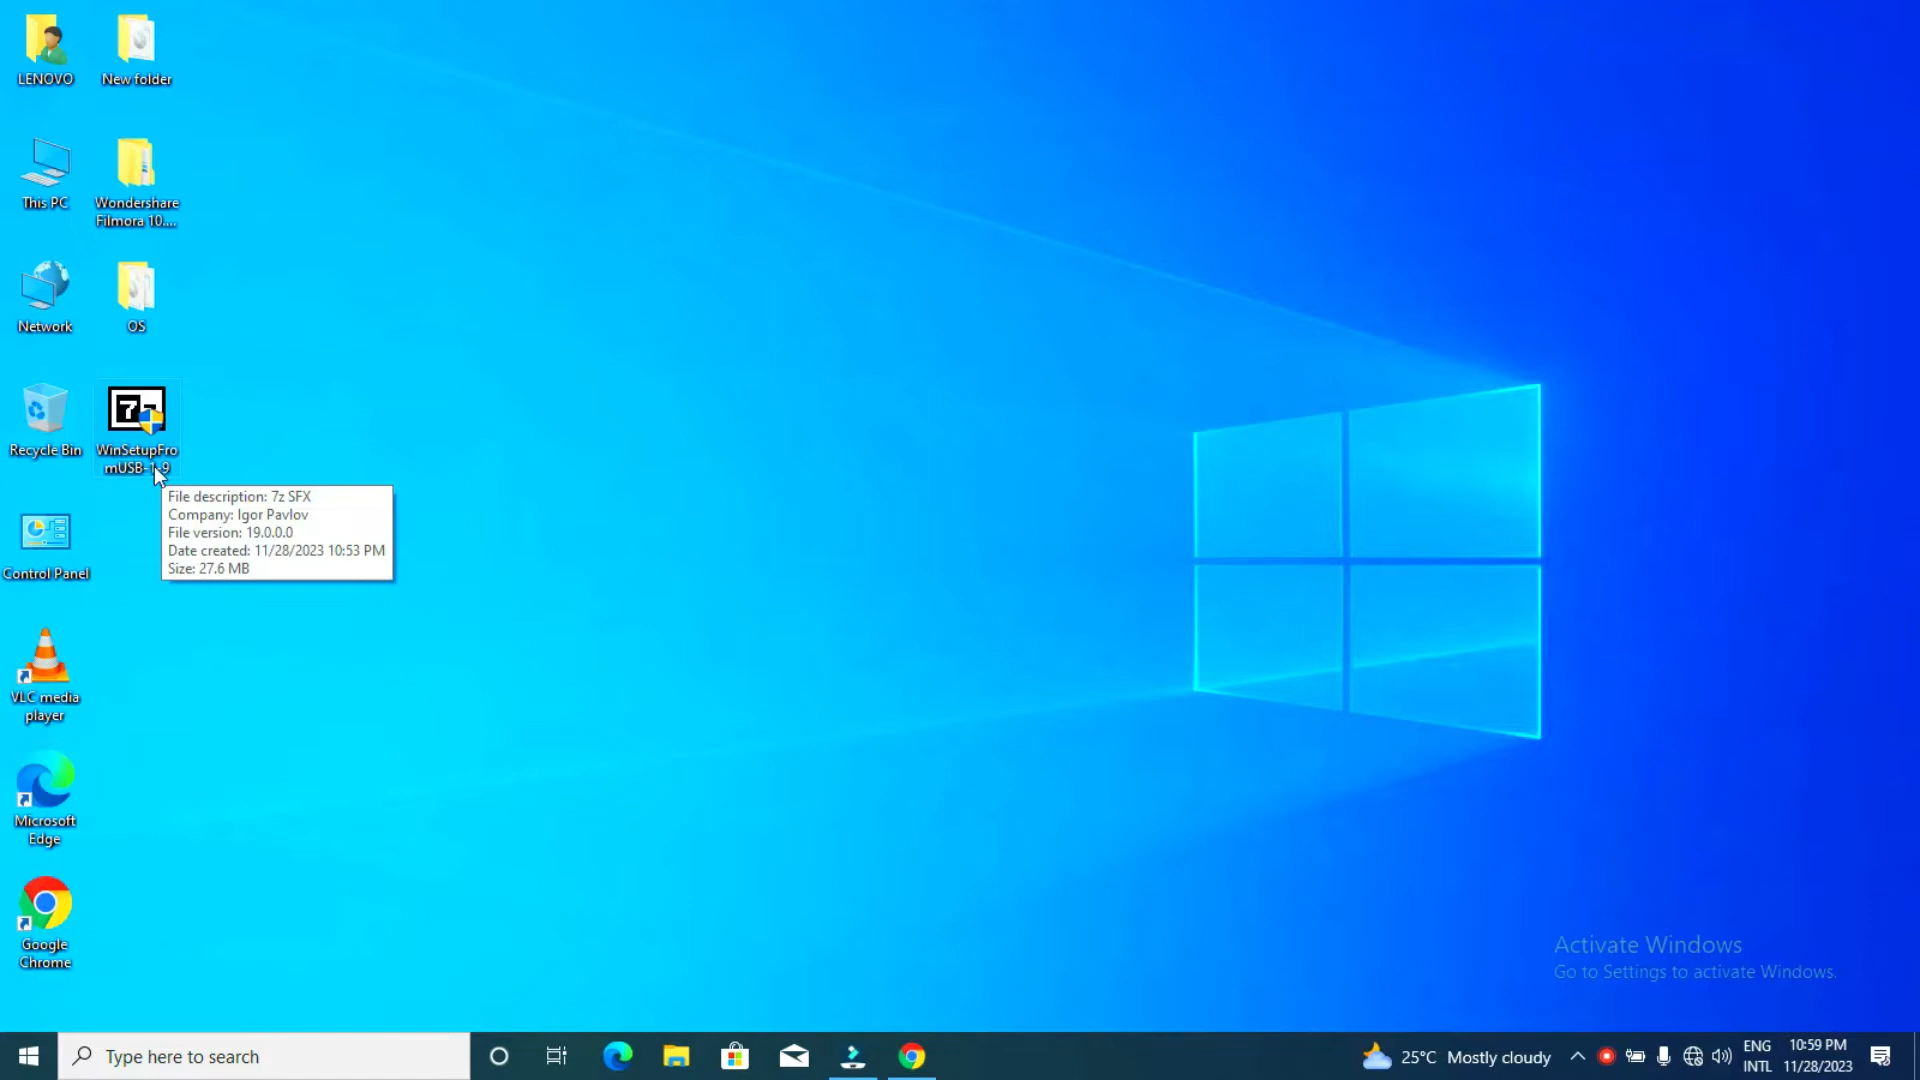 LENOVO
New folder
This PC
Wondershare
Filmora 10....
Network
OS
Recycle Bin
7z
WinSetupFro
mUSB-1-9
File description: 7z SFX
Company: Igor Pavlov
File version: 19.0.0.0
Date created: 11/28/2023 10:53 PM
Size: 27.6 MB
Control Panel
VLC media
player
Microsoft
Edge
Google
Chrome
Activate Windows
Go to Settings to activate Windows.
Type here to search
25°C Mostly cloudy
ENG
INTL
10:59 PM
11/28/2023